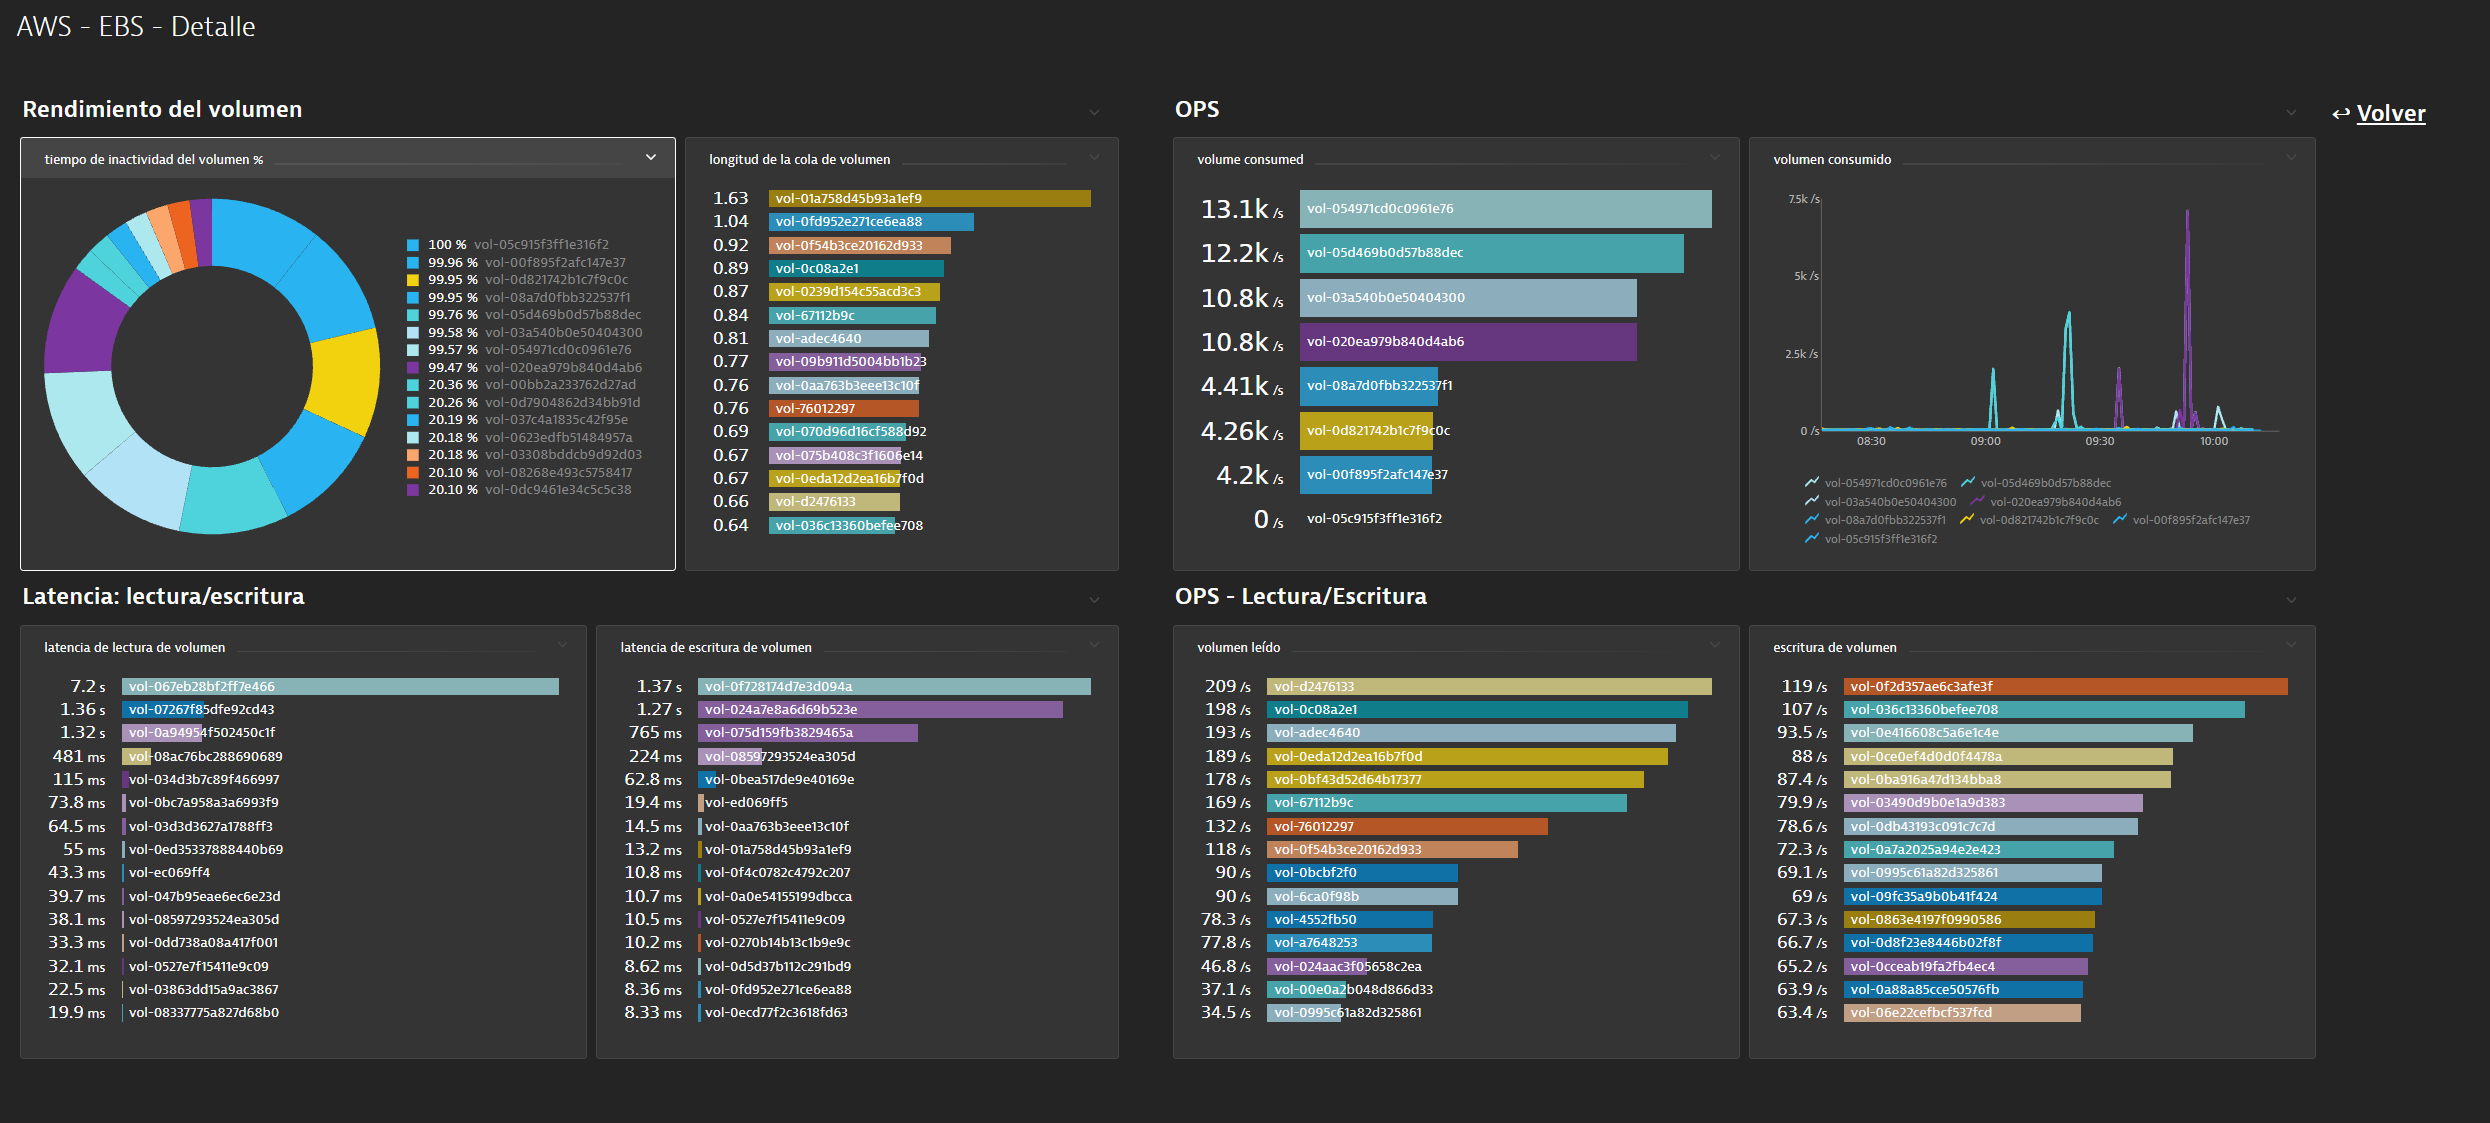 AWS - EBS - Detalle
Rendimiento del volumen
tiempo de inactividad del volumen %
100 % vol-05c915f3ff1e316f2
99.96 % vol-00f895f2afc147e37
99.95 % vol-0d821742b1c7f9c0c
99.95 % vol-08a7d0fbb322537f1
99.76 % vol-05d469b0d57b88dec
99.58 % vol-03a540b0e50404300
99.57 % vol-054971cd0c0961e76
99.47 % vol-020ea979b840d4ab6
20.36 % vol-00bb2a233762d27ad
20.26 % vol-0d7904862d34bb91d
20.19 % vol-037c4a1835c42f95e
20.18 % vol-0623edfb51484957a
20.18 % vol-03308bddcb9d92d03
20.10 % vol-08268e493c5758417
20.10 % vol-0dc9461e34c5c5c38
longitud de la cola de volumen
1.63 vol-01a758d45b93a1ef9
1.04 vol-0fd952e271ce6ea88
0.92 vol-0f54b3ce20162d933
0.89 vol-0c08a2e1
0.87 vol-0239d154c55acd3c3
0.84 vol-67112b9c
0.81 vol-adec4640
0.77 vol-09b911d5004bb1b23
0.76 vol-0aa763b3eee13c10f
0.76 vol-76012297
0.69 vol-070d96d16cf588d92
0.67 vol-075b408c3f1606e14
0.67 vol-0eda12d2ea16b7f0d
0.66 vol-d2476133
0.64 vol-036c13360befee708
OPS
volume consumed
13.1k /s vol-054971cd0c0961e76
12.2k /s vol-05d469b0d57b88dec
10.8k /s vol-03a540b0e50404300
10.8k /s vol-020ea979b840d4ab6
4.41k /s vol-08a7d0fbb322537f1
4.26k /s vol-0d821742b1c7f9c0c
4.2k /s vol-00f895f2afc147e37
0 /s vol-05c915f3ff1e316f2
volumen consumido
7.5k /s
5k /s
2.5k /s
0 /s
08:30 09:00 09:30 10:00
vol-054971cd0c0961e76 vol-05d469b0d57b88dec
vol-03a540b0e50404300 vol-020ea979b840d4ab6
vol-08a7d0fbb322537f1 vol-0d821742b1c7f9c0c vol-00f895f2afc147e37
vol-05c915f3ff1e316f2
↩ Volver
Latencia: lectura/escritura
latencia de lectura de volumen
7.2 s vol-067eb28bf2ff7e466
1.36 s vol-07267f85dfe92cd43
1.32 s vol-0a94954f502450c1f
481 ms vol-08ac76bc288690689
115 ms vol-034d3b7c89f466997
73.8 ms vol-0bc7a958a3a6993f9
64.5 ms vol-03d3d3627a1788ff3
55 ms vol-0ed35337888440b69
43.3 ms vol-ec069ff4
39.7 ms vol-047b95eae6ec6e23d
38.1 ms vol-08597293524ea305d
33.3 ms vol-0dd738a08a417f001
32.1 ms vol-0527e7f15411e9c09
22.5 ms vol-03863dd15a9ac3867
19.9 ms vol-08337775a827d68b0
latencia de escritura de volumen
1.37 s vol-0f728174d7e3d094a
1.27 s vol-024a7e8a6d69b523e
765 ms vol-075d159fb3829465a
224 ms vol-08597293524ea305d
62.8 ms vol-0bea517de9e40169e
19.4 ms vol-ed069ff5
14.5 ms vol-0aa763b3eee13c10f
13.2 ms vol-01a758d45b93a1ef9
10.8 ms vol-0f4c0782c4792c207
10.7 ms vol-0a0e54155199dbcca
10.5 ms vol-0527e7f15411e9c09
10.2 ms vol-0270b14b13c1b9e9c
8.62 ms vol-0d5d37b112c291bd9
8.36 ms vol-0fd952e271ce6ea88
8.33 ms vol-0ecd77f2c3618fd63
OPS - Lectura/Escritura
volumen leído
209 /s vol-d2476133
198 /s vol-0c08a2e1
193 /s vol-adec4640
189 /s vol-0eda12d2ea16b7f0d
178 /s vol-0bf43d52d64b17377
169 /s vol-67112b9c
132 /s vol-76012297
118 /s vol-0f54b3ce20162d933
90 /s vol-0bcbf2f0
90 /s vol-6ca0f98b
78.3 /s vol-4552fb50
77.8 /s vol-a7648253
46.8 /s vol-024aac3f05658c2ea
37.1 /s vol-00e0a2b048d866d33
34.5 /s vol-0995c61a82d325861
escritura de volumen
119 /s vol-0f2d357ae6c3afe3f
107 /s vol-036c13360befee708
93.5 /s vol-0e416608c5a6e1c4e
88 /s vol-0ce0ef4d0d0f4478a
87.4 /s vol-0ba916a47d134bba8
79.9 /s vol-03490d9b0e1a9d383
78.6 /s vol-0db43193c091c7c7d
72.3 /s vol-0a7a2025a94e2e423
69.1 /s vol-0995c61a82d325861
69 /s vol-09fc35a9b0b41f424
67.3 /s vol-0863e4197f0990586
66.7 /s vol-0d8f23e8446b02f8f
65.2 /s vol-0cceab19fa2fb4ec4
63.9 /s vol-0a88a85cce50576fb
63.4 /s vol-06e22cefbcf537fcd